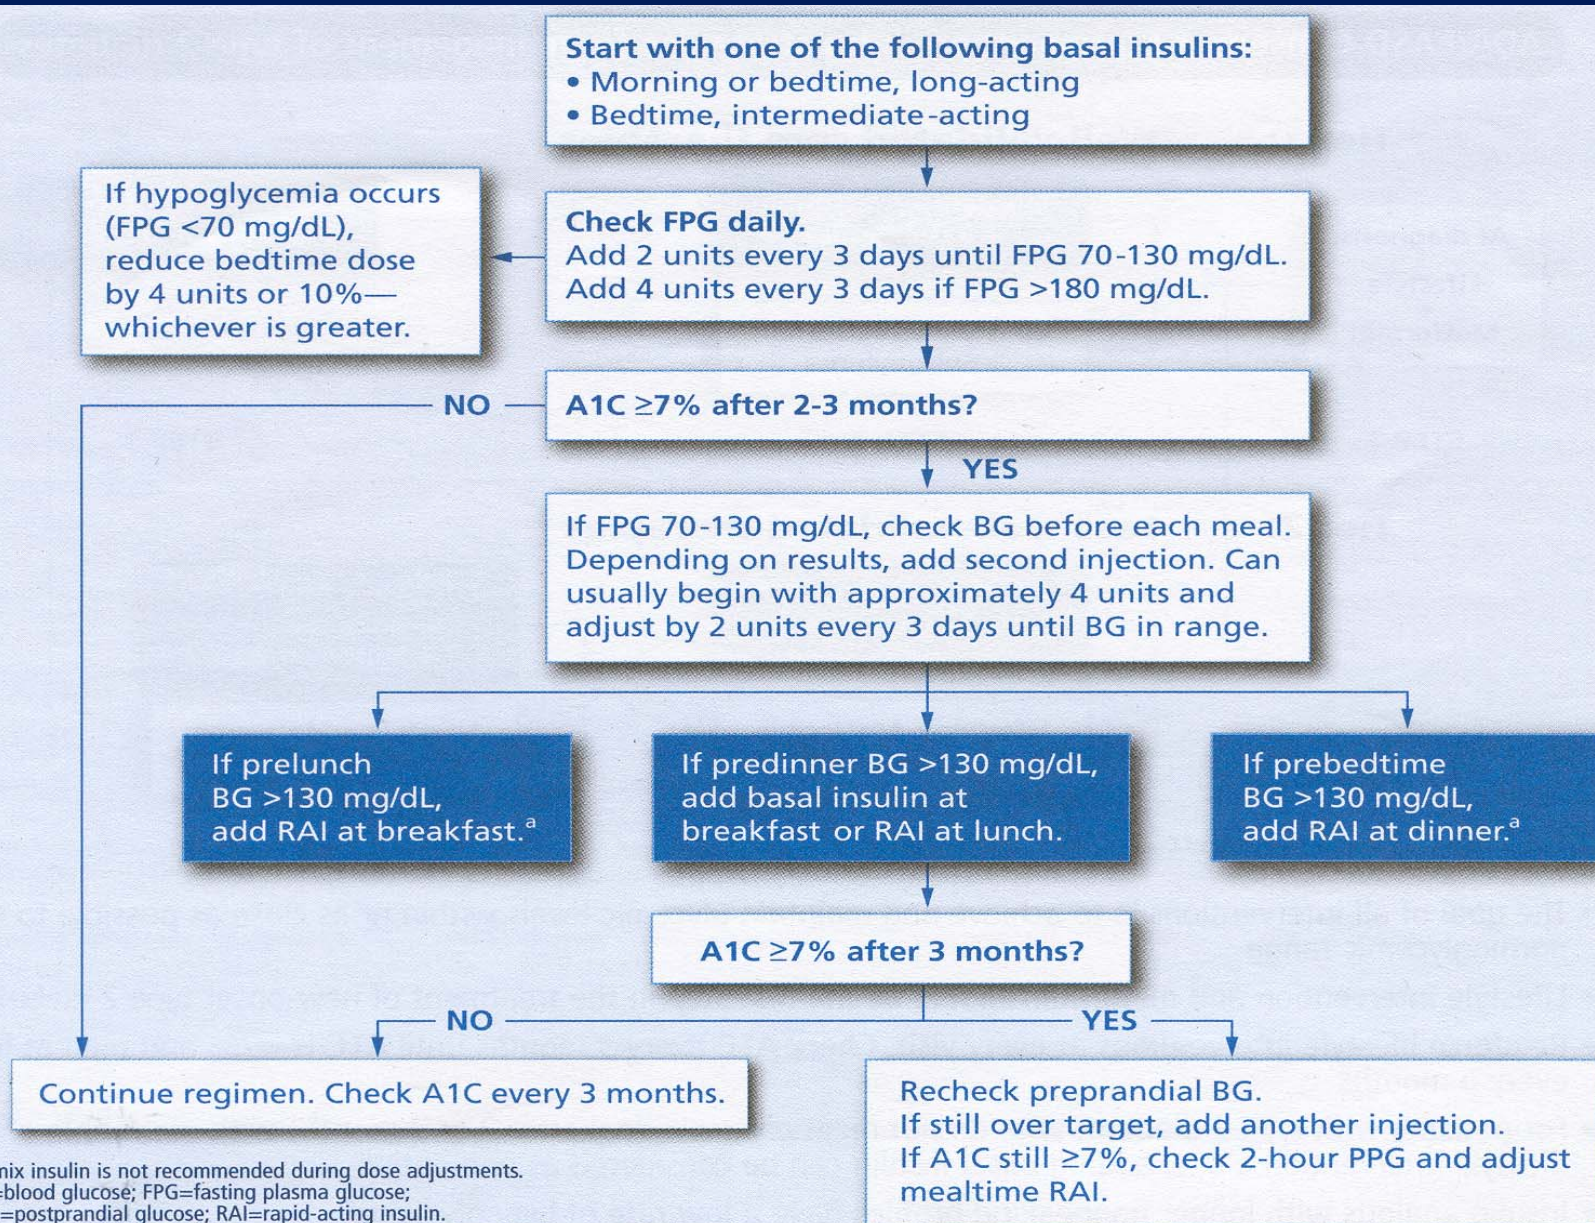 Start with one of the following basal insulins:
• Morning or bedtime, long-acting
• Bedtime, intermediate-acting
If hypoglycemia occurs
(FPG <70 mg/dL),
reduce bedtime dose
by 4 units or 10%—
whichever is greater.
Check FPG daily.
Add 2 units every 3 days until FPG 70-130 mg/dL.
Add 4 units every 3 days if FPG >180 mg/dL.
NO
A1C ≥7% after 2-3 months?
YES
If FPG 70-130 mg/dL, check BG before each meal.
Depending on results, add second injection. Can
usually begin with approximately 4 units and
adjust by 2 units every 3 days until BG in range.
If prelunch
BG >130 mg/dL,
add RAI at breakfast.ᵃ
If predinner BG >130 mg/dL,
add basal insulin at
breakfast or RAI at lunch.
If prebedtime
BG >130 mg/dL,
add RAI at dinner.ᵃ
A1C ≥7% after 3 months?
NO
YES
Continue regimen. Check A1C every 3 months.
Recheck preprandial BG.
If still over target, add another injection.
If A1C still ≥7%, check 2-hour PPG and adjust
mealtime RAI.
mix insulin is not recommended during dose adjustments.
=blood glucose; FPG=fasting plasma glucose;
=postprandial glucose; RAI=rapid-acting insulin.